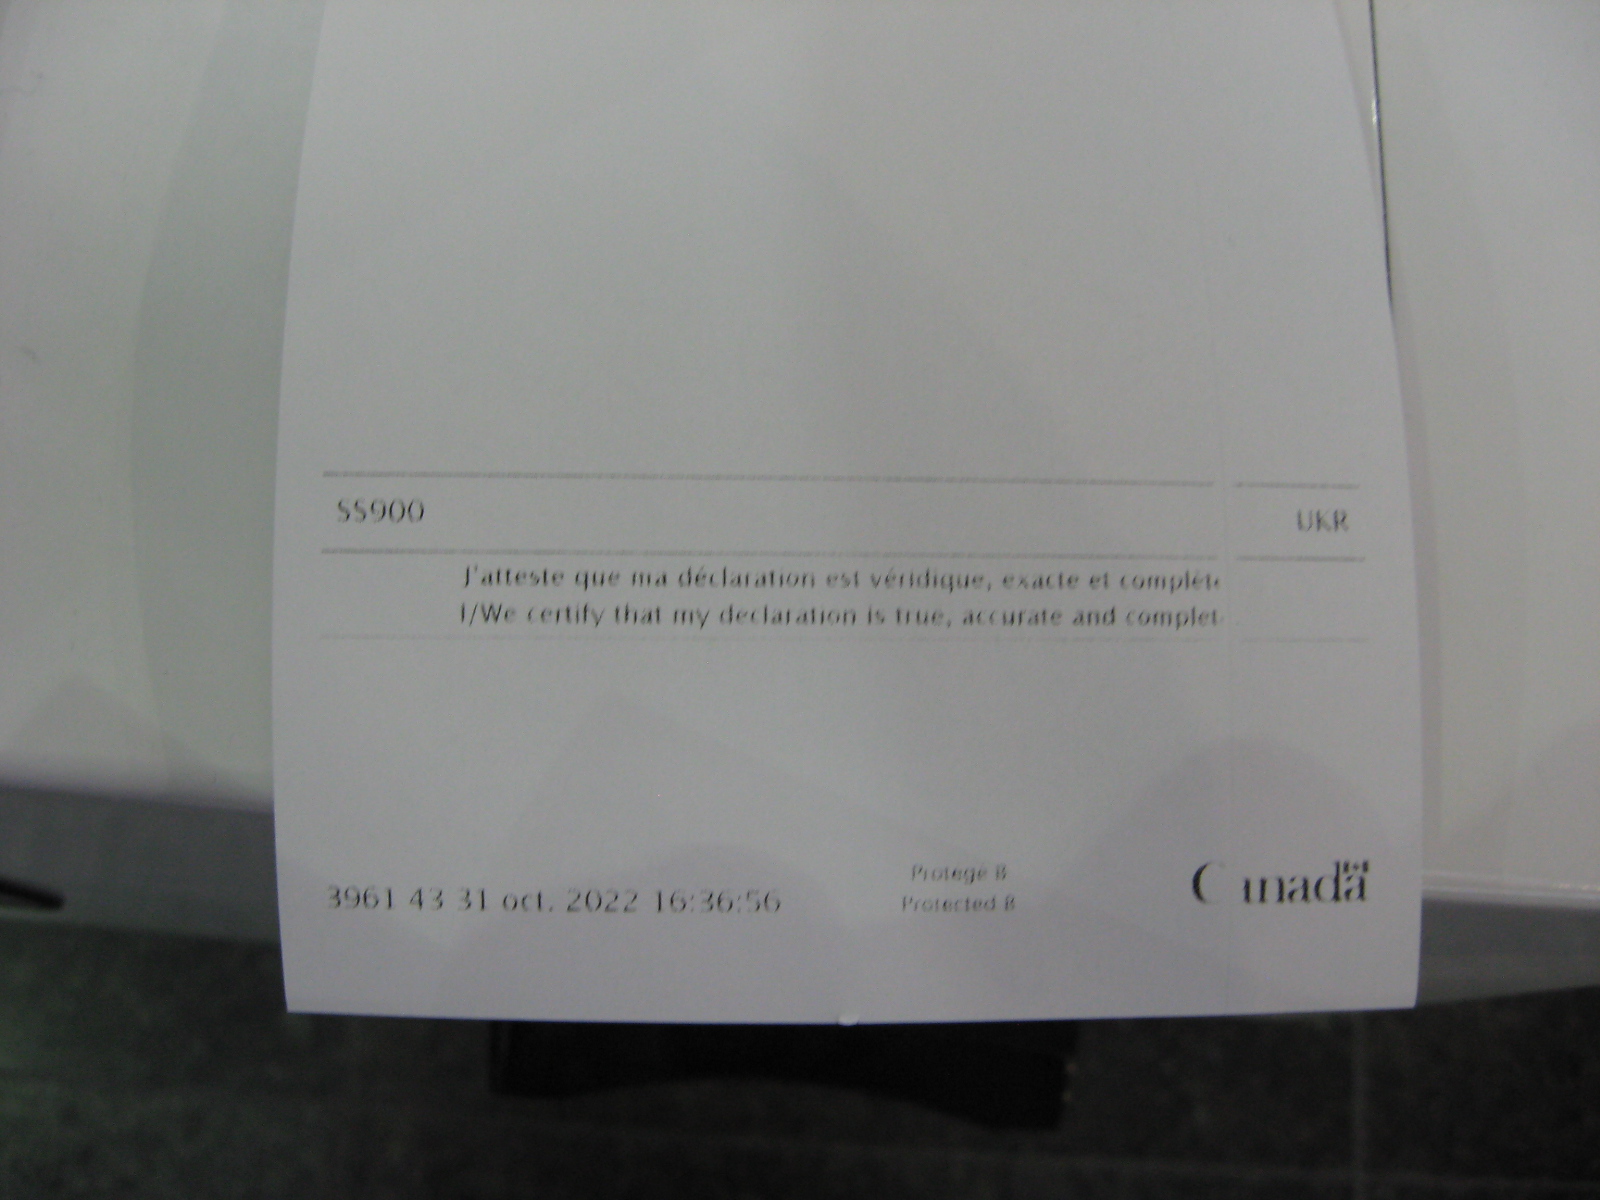 SS900 UKR
J'atteste que ma déclaration est véridique, exacte et complète
I/We certify that my declaration is true, accurate and complet
3961 43 31 oct. 2022 16:36:56
Protégé B
Protected B
Canada